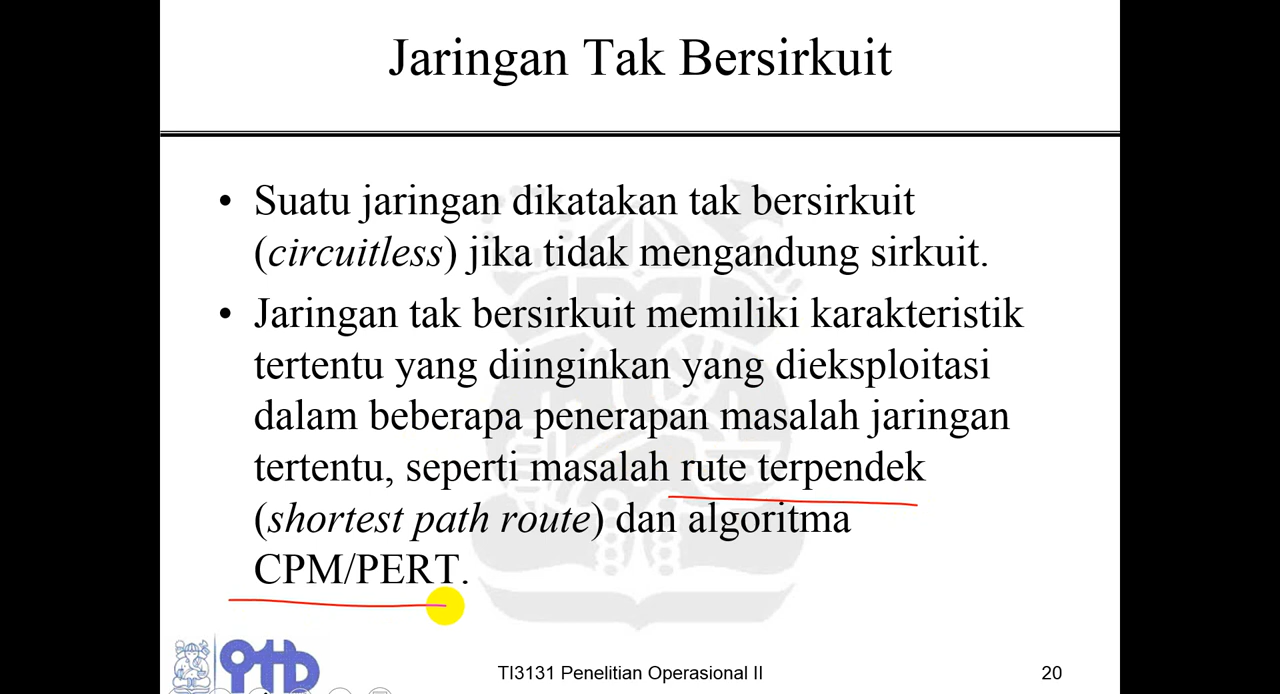 Jaringan Tak Bersirkuit
• Suatu jaringan dikatakan tak bersirkuit
(circuitless) jika tidak mengandung sirkuit.
• Jaringan tak bersirkuit memiliki karakteristik
tertentu yang diinginkan yang dieksploitasi
dalam beberapa penerapan masalah jaringan
tertentu, seperti masalah rute terpendek
(shortest path route) dan algoritma
CPM/PERT.
TI3131 Penelitian Operasional II
20